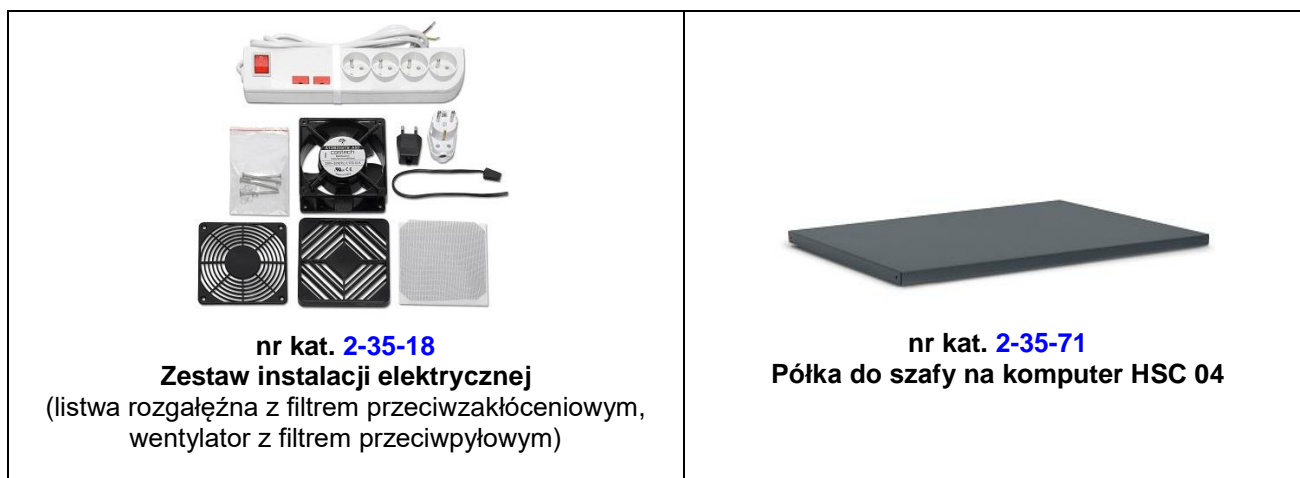 nr kat. 2-35-18
Zestaw instalacji elektrycznej
(listwa rozgałęźna z filtrem przeciwzakłóceniowym,
wentylator z filtrem przeciwpyłowym)
nr kat. 2-35-71
Półka do szafy na komputer HSC 04